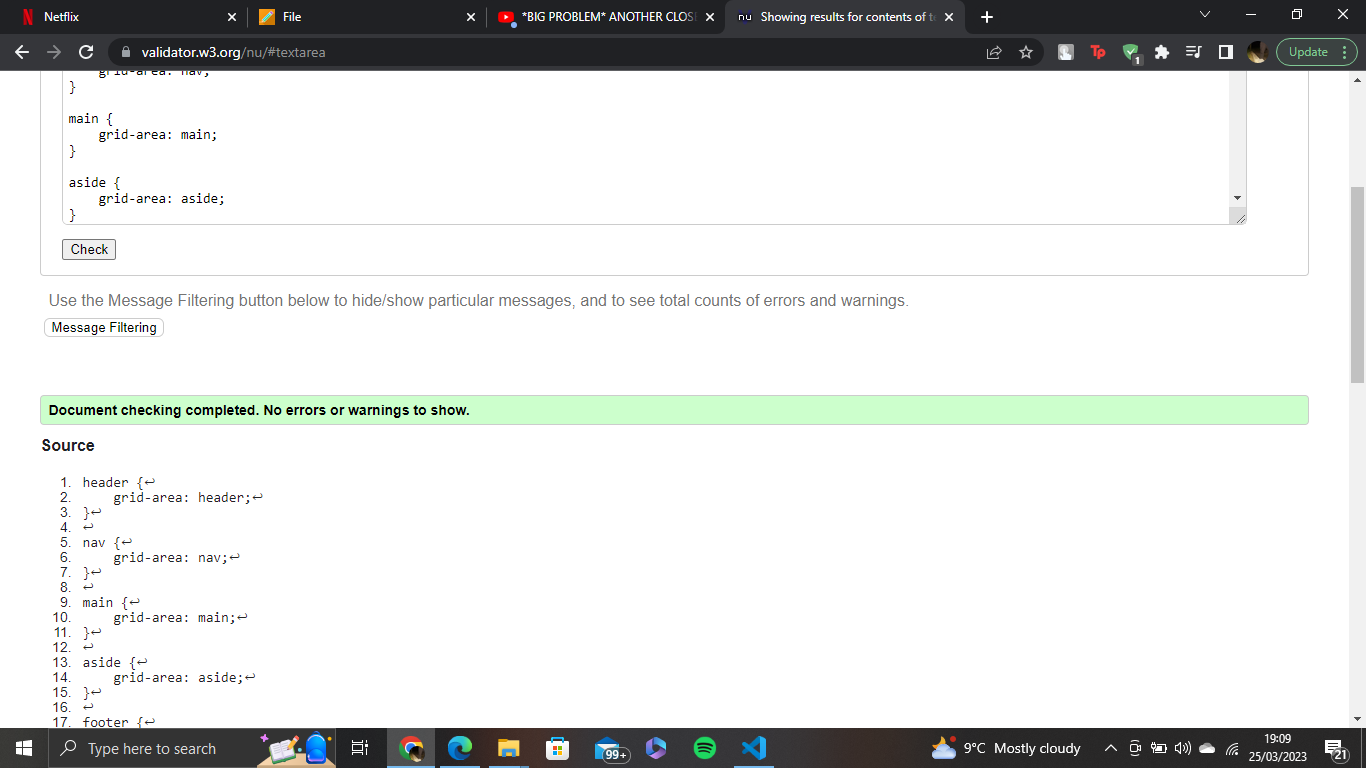 Netflix
File
*BIG PROBLEM* ANOTHER CLOSE
nu Showing results for contents of te
validator.w3.org/nu/#textarea
Tp
1
Update
grid-area: nav;
}
main {
grid-area: main;
}
aside {
grid-area: aside;
}
Check
Use the Message Filtering button below to hide/show particular messages, and to see total counts of errors and warnings.
Message Filtering
Document checking completed. No errors or warnings to show.
Source
1. header {↩
2. grid-area: header;↩
3. }↩
4. ↩
5. nav {↩
6. grid-area: nav;↩
7. }↩
8. ↩
9. main {↩
10. grid-area: main;↩
11. }↩
12. ↩
13. aside {↩
14. grid-area: aside;↩
15. }↩
16. ↩
17. footer {↩
Type here to search
99+
9°C Mostly cloudy
19:09
25/03/2023
21